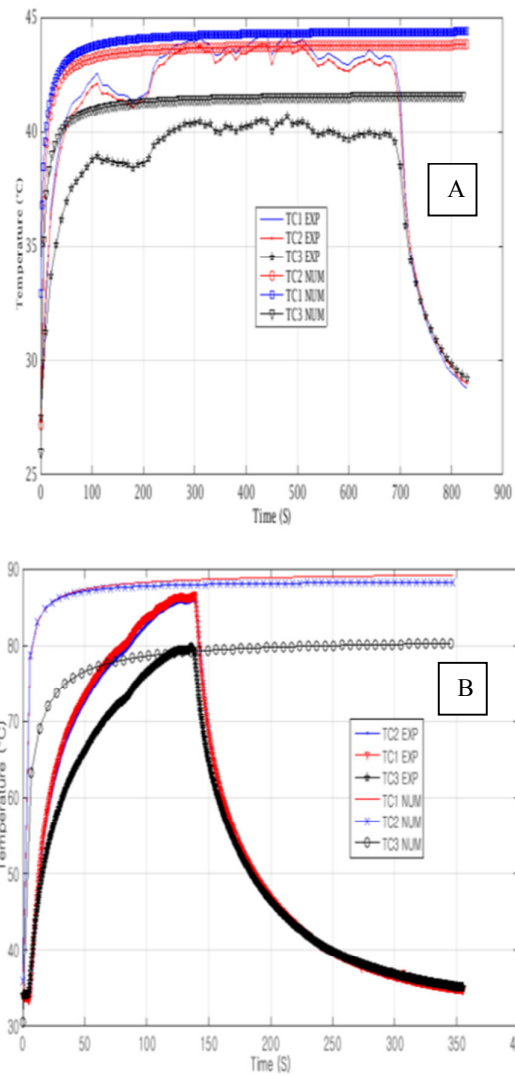 45
40
35
30
25
Temperature (°C)
A
TC1 EXP
TC2 EXP
TC3 EXP
TC2 NUM
TC1 NUM
TC3 NUM
0 100 200 300 400 500 600 700 800 900
Time (S)
90
80
70
60
50
40
30
Temperature (°C)
B
TC2 EXP
TC1 EXP
TC3 EXP
TC1 NUM
TC2 NUM
TC3 NUM
0 50 100 150 200 250 300 350
Time (S)